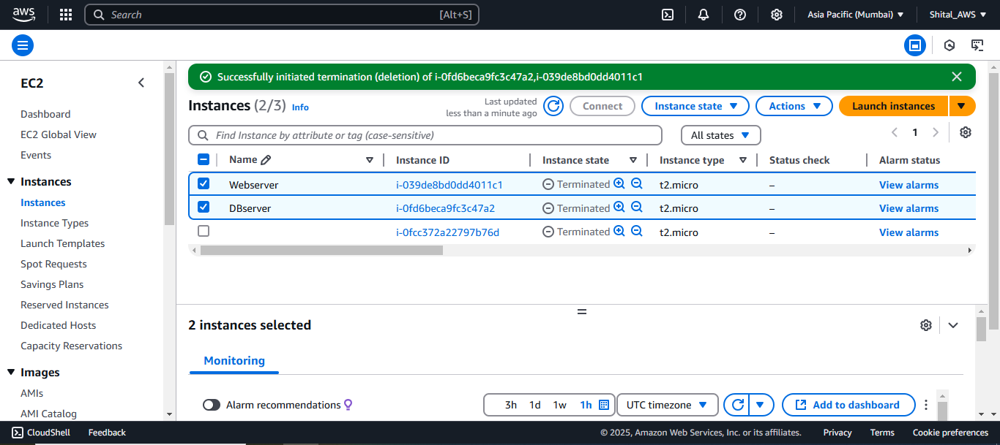 aws Search [Alt+S] Asia Pacific (Mumbai) Shital_AWS
EC2
Dashboard
EC2 Global View
Events
Instances
Instances
Instance Types
Launch Templates
Spot Requests
Savings Plans
Reserved Instances
Dedicated Hosts
Capacity Reservations
Images
AMIs
AMI Catalog
Successfully initiated termination (deletion) of i-0fd6beca9fc3c47a2,i-039de8bd0dd4011c1
Instances (2/3) Info
Last updated
less than a minute ago
Connect Instance state Actions Launch instances
Find Instance by attribute or tag (case-sensitive) All states 1
Name Instance ID Instance state Instance type Status check Alarm status
Webserver i-039de8bd0dd4011c1 Terminated t2.micro – View alarms
DBserver i-0fd6beca9fc3c47a2 Terminated t2.micro – View alarms
i-0fcc372a22797b76d Terminated t2.micro – View alarms
2 instances selected
Monitoring
Alarm recommendations 3h 1d 1w 1h UTC timezone Add to dashboard
CloudShell Feedback © 2025, Amazon Web Services, Inc. or its affiliates. Privacy Terms Cookie preferences